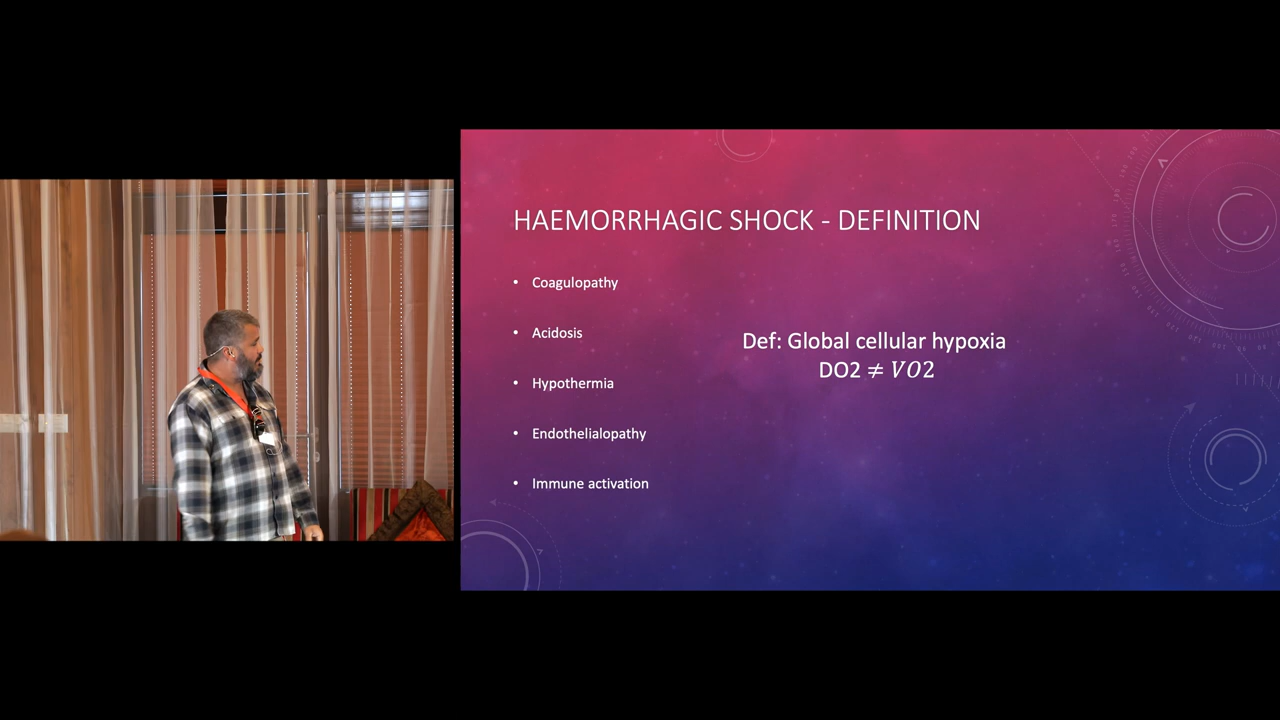 HAEMORRHAGIC SHOCK - DEFINITION
• Coagulopathy
• Acidosis
• Hypothermia
• Endothelialopathy
• Immune activation
Def: Global cellular hypoxia
DO2 ≠ VO2